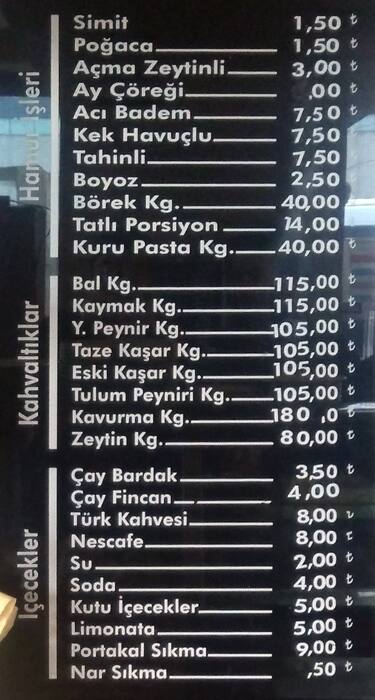 Hamur İşleri
Simit 1,50 ₺
Poğaca 1,50 ₺
Açma Zeytinli 3,00 ₺
Ay Çöreği ,00 ₺
Acı Badem 7,50 ₺
Kek Havuçlu 7,50
Tahinli 7,50
Boyoz 2,50
Börek Kg. 40,00
Tatlı Porsiyon 14,00
Kuru Pasta Kg. 40,00 ₺
Kahvaltıklar
Bal Kg. 115,00 ₺
Kaymak Kg. 115,00 ₺
Y. Peynir Kg. 105,00 ₺
Taze Kaşar Kg. 105,00 ₺
Eski Kaşar Kg. 105,00 ₺
Tulum Peyniri Kg. 105,00 ₺
Kavurma Kg. 180 ,0 ₺
Zeytin Kg. 80,00 ₺
İçecekler
Çay Bardak 3,50 ₺
Çay Fincan 4,00
Türk Kahvesi 8,00 ₺
Nescafe 8,00 ₺
Su 2,00 ₺
Soda 4,00 ₺
Kutu İçecekler 5,00 ₺
Limonata 5,00 ₺
Portakal Sıkma 9,00 ₺
Nar Sıkma ,50 ₺